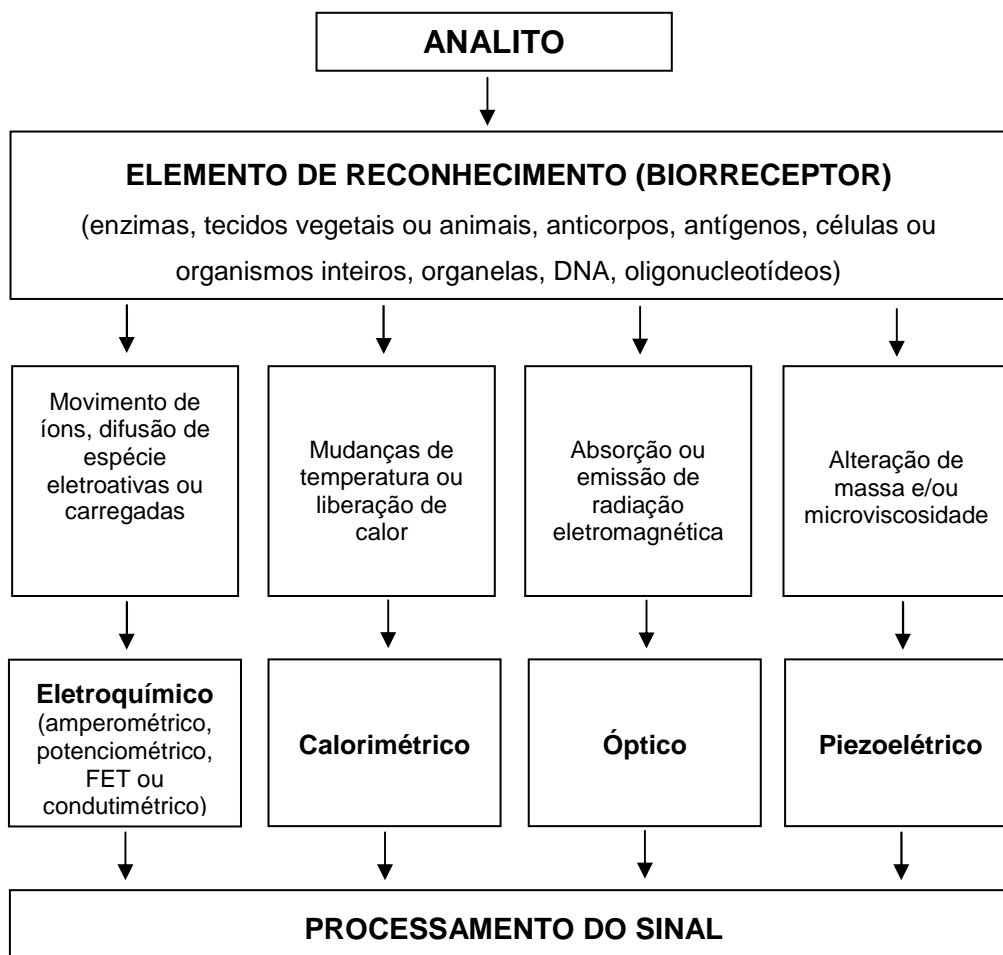 ANALITO
ELEMENTO DE RECONHECIMENTO (BIORRECEPTOR)
(enzimas, tecidos vegetais ou animais, anticorpos, antígenos, células ou
organismos inteiros, organelas, DNA, oligonucleotídeos)
Movimento de
íons, difusão de
espécie
eletroativas ou
carregadas
Mudanças de
temperatura ou
liberação de
calor
Absorção ou
emissão de
radiação
eletromagnética
Alteração de
massa e/ou
microviscosidade
Eletroquímico
(amperométrico,
potenciométrico,
FET ou
condutimétrico)
Calorimétrico
Óptico
Piezoelétrico
PROCESSAMENTO DO SINAL